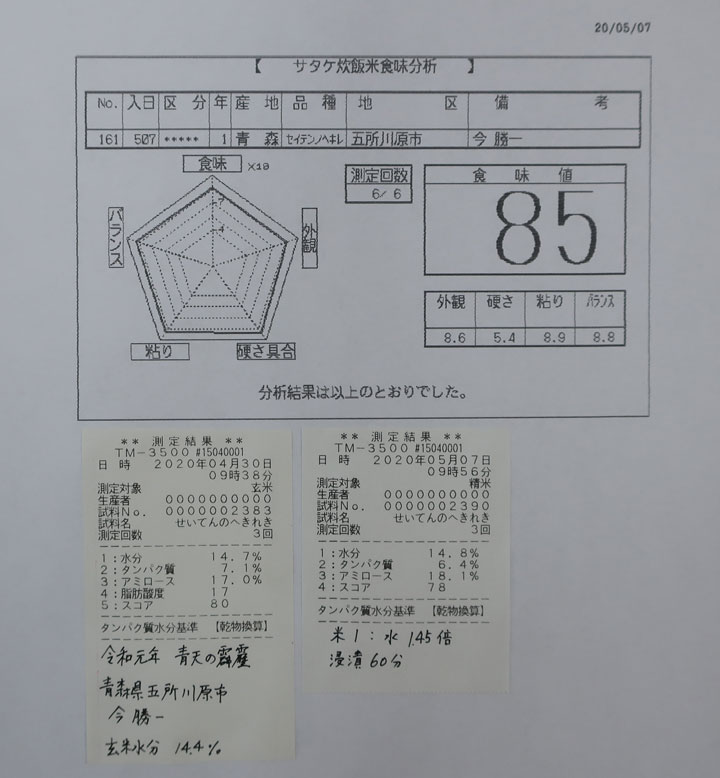 20/05/07
【 サタケ炊飯米食味分析 】
No. 入日 区分 年 産地 品種 地区 備考
161 507 ***** 1 青森 セイテンノヘキレ 五所川原市 今 勝一
食味 ×10
バランス
外観
粘り
硬さ具合
7
4
測定回数
6/ 6
食味値
85
外観 硬さ 粘り バランス
8.6 5.4 8.9 8.8
分析結果は以上のとおりでした。
** 測定結果 **
TM-3500 #15040001
日 時 2020年04月30日
09時38分
測定対象 玄米
生産者 00000000000
試料No. 00000002383
試料名 せいてんのへきれき
測定回数 3回
1:水分 14.7%
2:タンパク質 7.1%
3:アミロース 17.0%
4:脂肪酸度 17
5:スコア 80
タンパク質水分基準 【乾物換算】
令和元年 青天の霹靂
青森県五所川原市
今 勝一
玄米水分 14.4%
** 測定結果 **
TM-3500 #15040001
日 時 2020年05月07日
09時56分
測定対象 精米
生産者 00000000000
試料No. 00000002390
試料名 せいてんのへきれき
測定回数 3回
1:水分 14.8%
2:タンパク質 6.4%
3:アミロース 18.1%
4:スコア 78
タンパク質水分基準 【乾物換算】
米1:水 1.45倍
浸漬60分